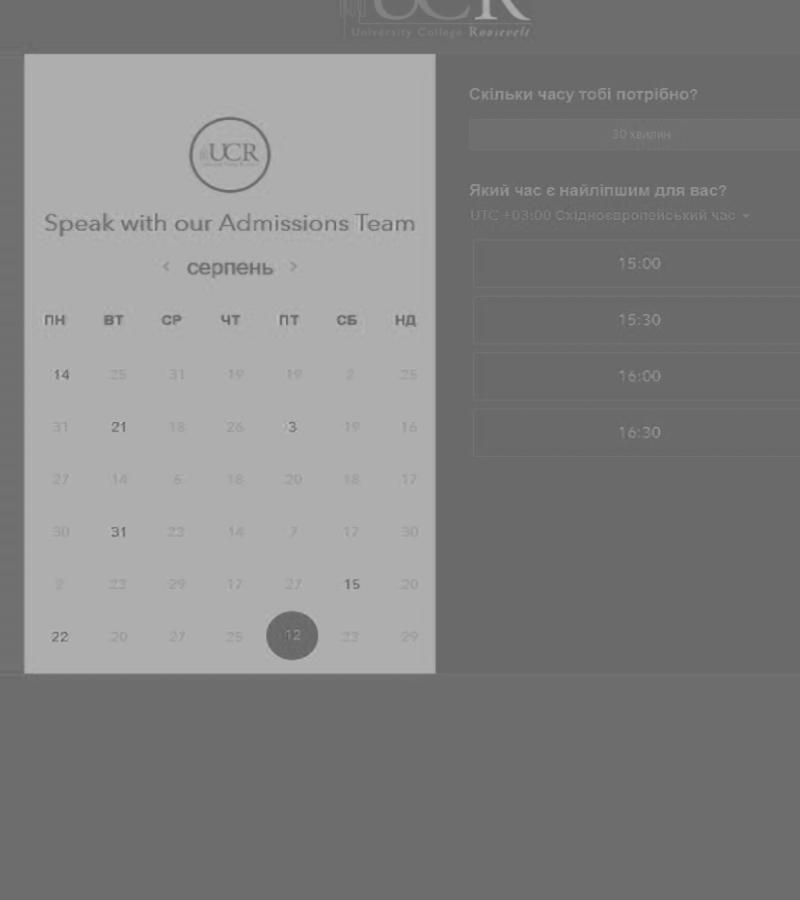 UCR
University College Roosevelt
UCR
Speak with our Admissions Team
< серпень >
ПН ВТ СР ЧТ ПТ СБ НД
14 25 31 19 19 2 25
31 21 18 26 3 19 16
27 14 6 18 20 18 17
30 31 23 14 7 17 30
2 23 29 17 27 15 20
22 20 27 25 12 23 29
Скільки часу тобі потрібно?
30 хвилин
Який час є найліпшим для вас?
UTC +03:00 Східноєвропейський час
15:00
15:30
16:00
16:30